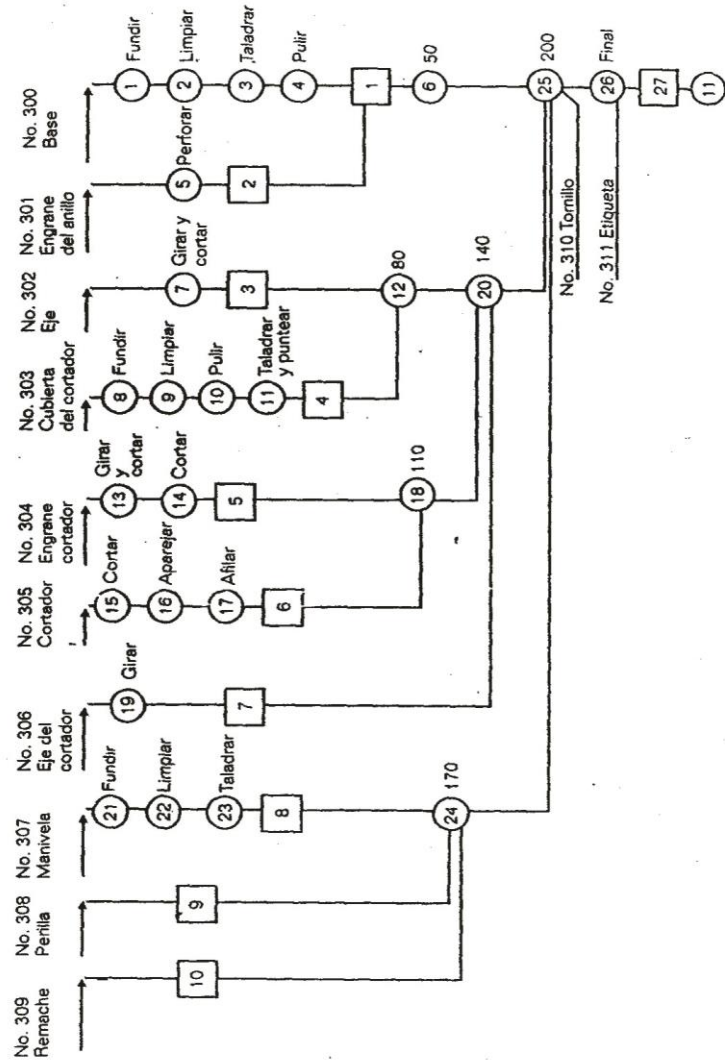 No. 309
Remache
10
No. 308
Perilla
9
No. 307
Manivela
21
Fundir
22
Limpiar
23
Taladrar
8
24
170
No. 306
Eje del
cortador
19
Girar
7
No. 305
Cortador
15
Cortar
16
Aparejar
17
Afilar
6
No. 304
Engrane
cortador
13
Girar
y
cortar
14
Cortar
5
18
110
No. 303
Cubierta
del cortador
8
Fundir
9
Limpiar
10
Pulir
11
Taladrar
y puntear
4
No. 302
Eje
7
Girar y
cortar
3
12
80
20
140
No. 301
Engrane
del anillo
5
Perforar
2
No. 300
Base
1
Fundir
2
Limpiar
3
Taladrar
4
Pulir
1
6
50
25
200
No. 310 Tornillo
26
Final
No. 311 Etiqueta
27
11